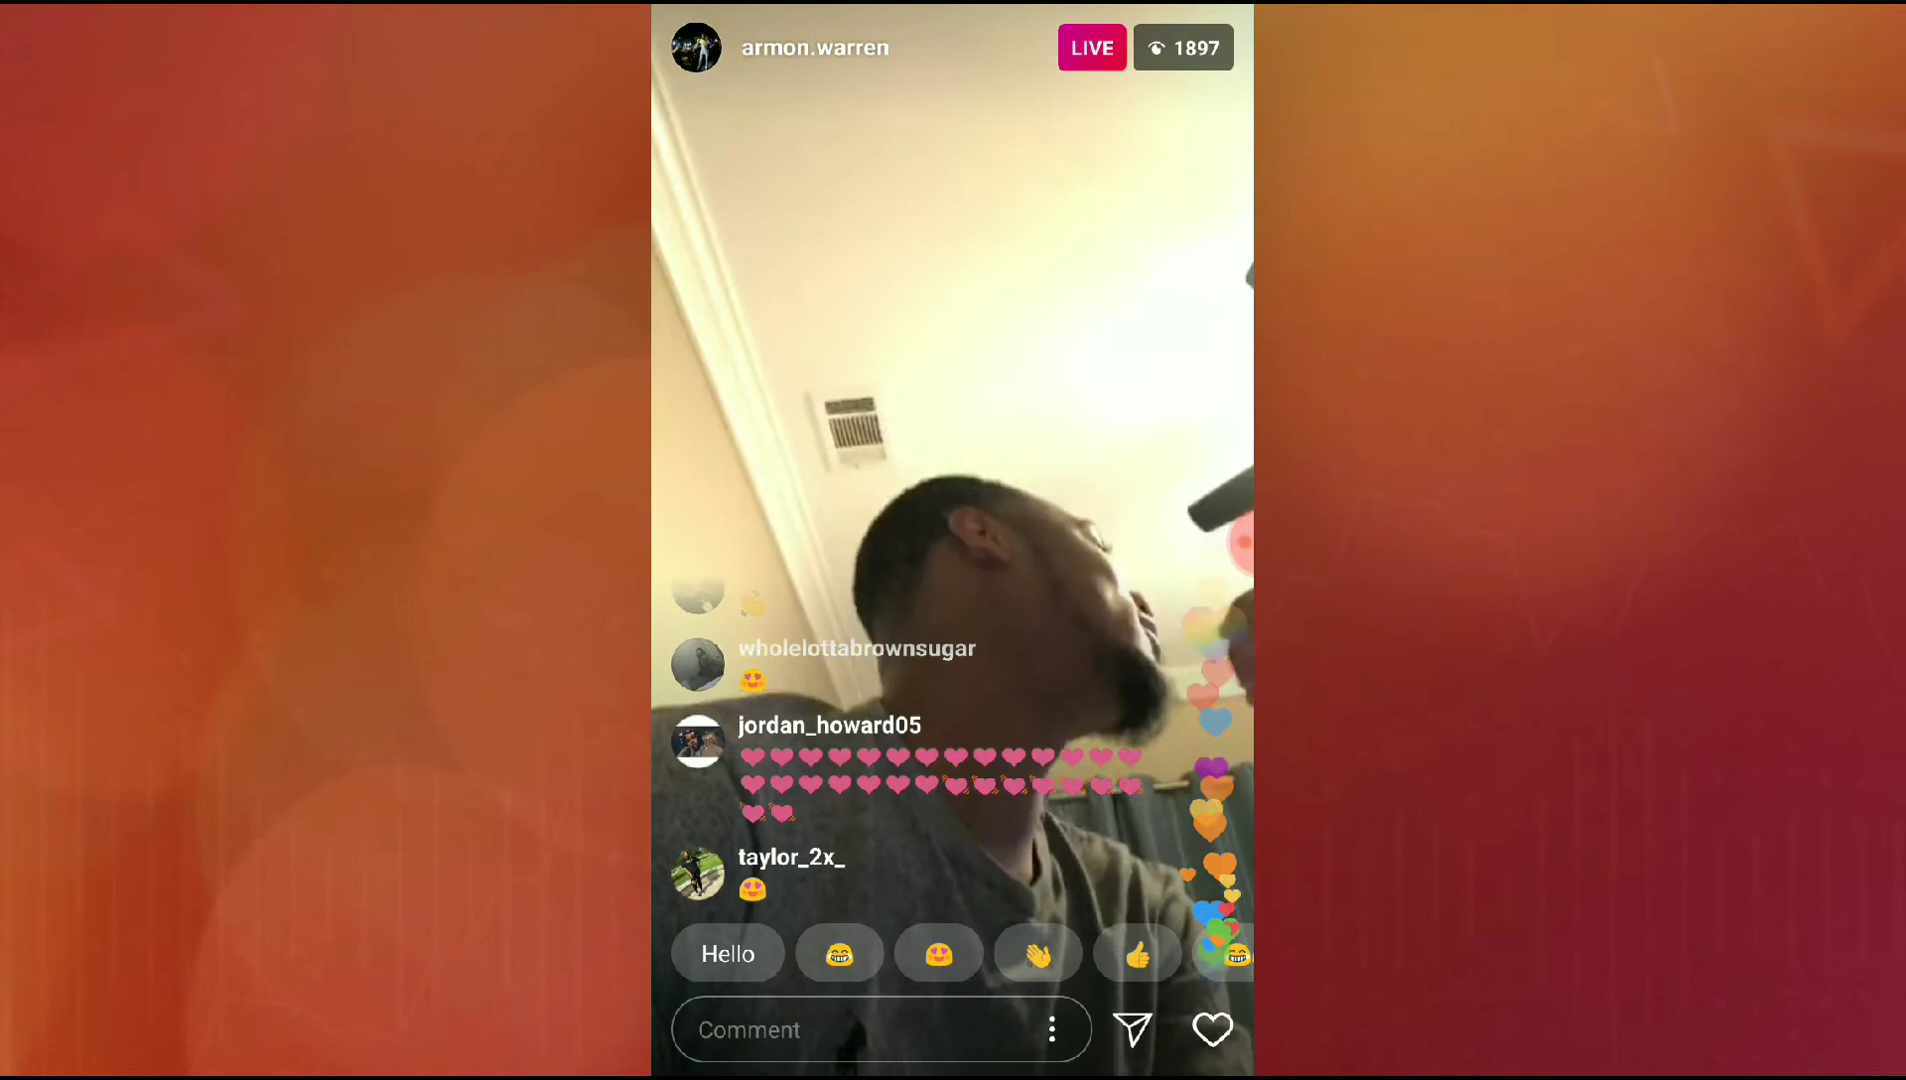 armon.warren
LIVE
1897
wholelottabrownsugar
jordan_howard05
taylor_2x_
Hello
Comment